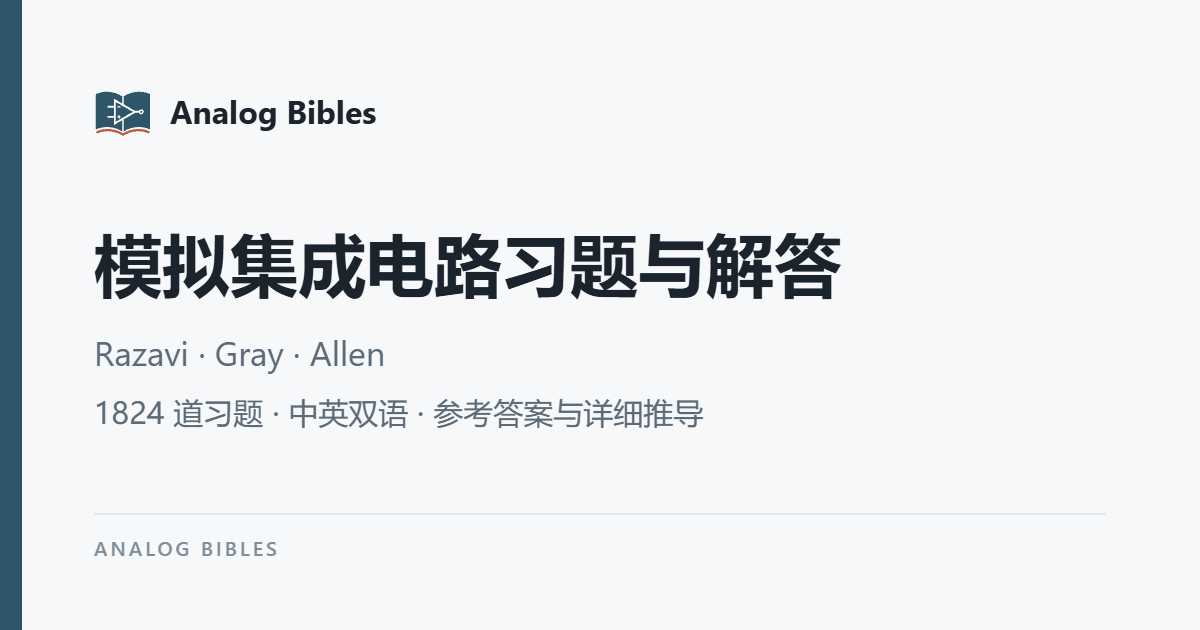 Analog Bibles
模拟集成电路习题与解答
Razavi · Gray · Allen
1824 道习题 · 中英双语 · 参考答案与详细推导
ANALOG BIBLES